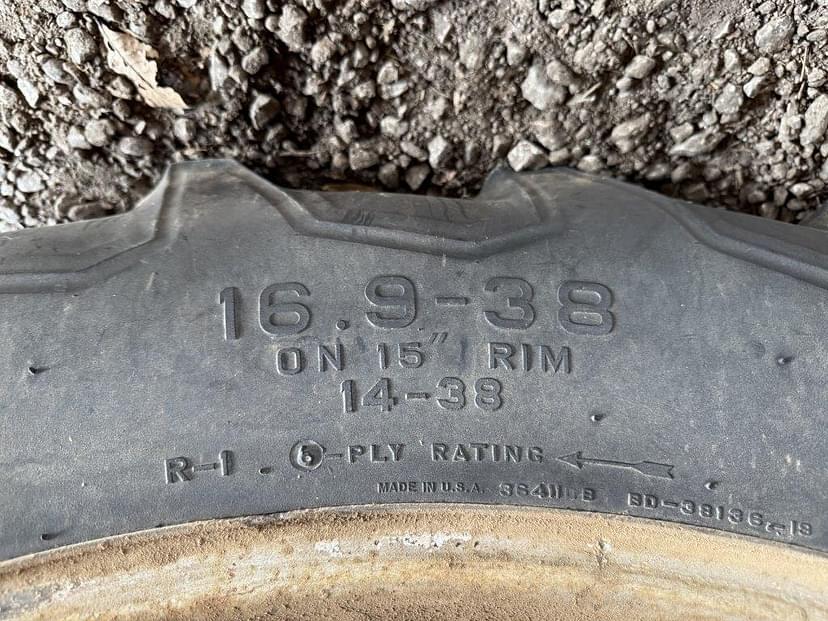 16.9-38
ON 15" RIM
14-38
R-1 . 6-PLY RATING
MADE IN U.S.A.